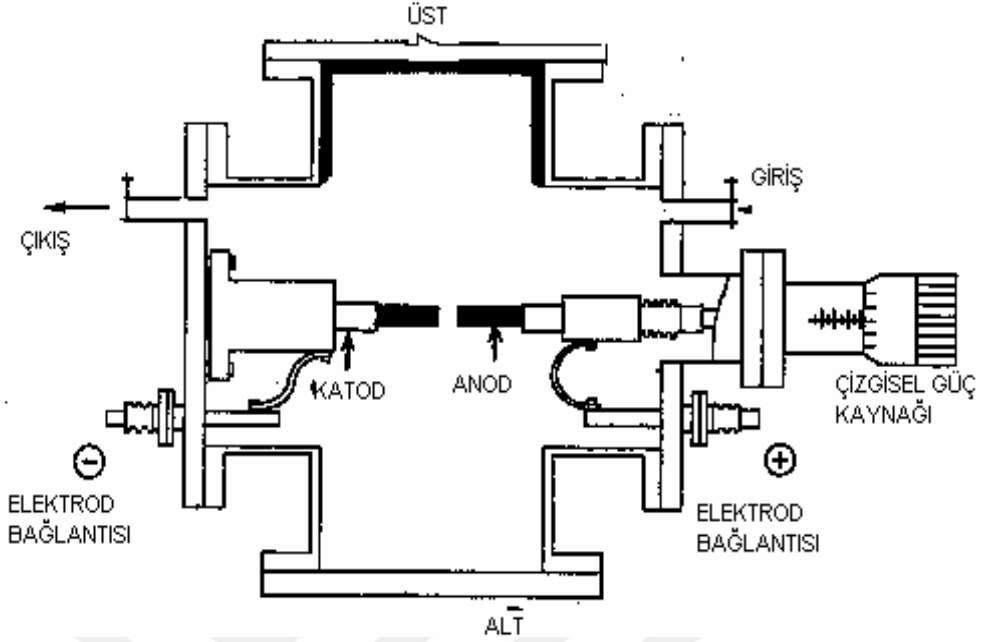 ÜST
GİRİŞ
ÇIKIŞ
KATOD
ANOD
ÇİZGİSEL GÜÇ
KAYNAĞI
-
+
ELEKTROD
BAĞLANTISI
ELEKTROD
BAĞLANTISI
ALT